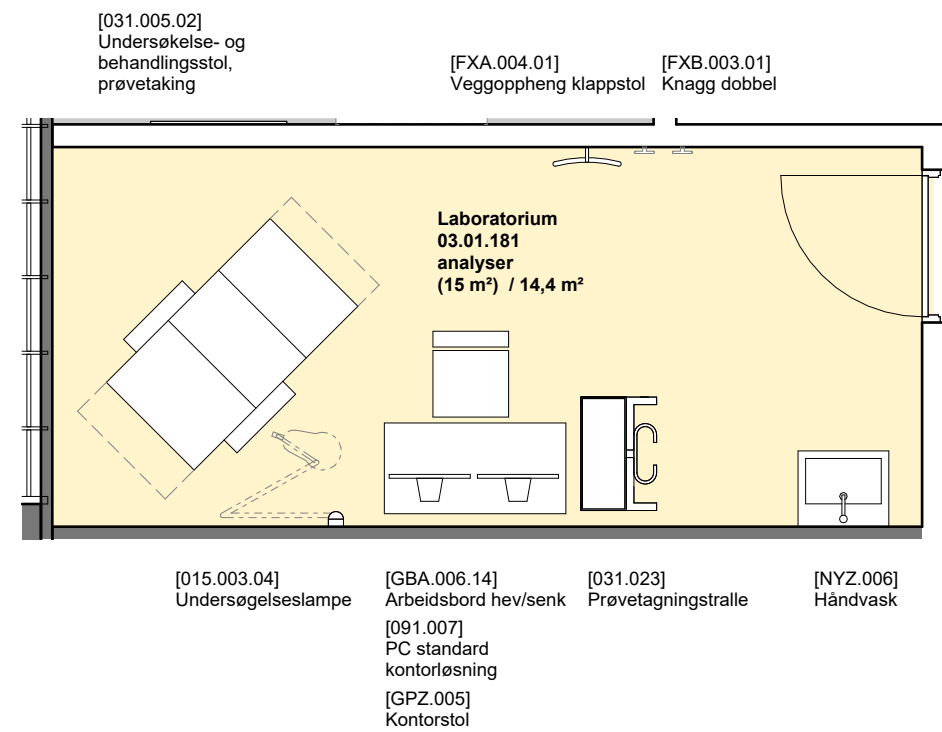 [031.005.02]
Undersøkelse- og
behandlingsstol,
prøvetaking
[FXA.004.01]
Veggoppheng klappstol
[FXB.003.01]
Knagg dobbel
Laboratorium
03.01.181
analyser
(15 m²) / 14,4 m²
[015.003.04]
Undersøgelseslampe
[GBA.006.14]
Arbeidsbord hev/senk
[091.007]
PC standard
kontorløsning
[GPZ.005]
Kontorstol
[031.023]
Prøvetagningstralle
[NYZ.006]
Håndvask